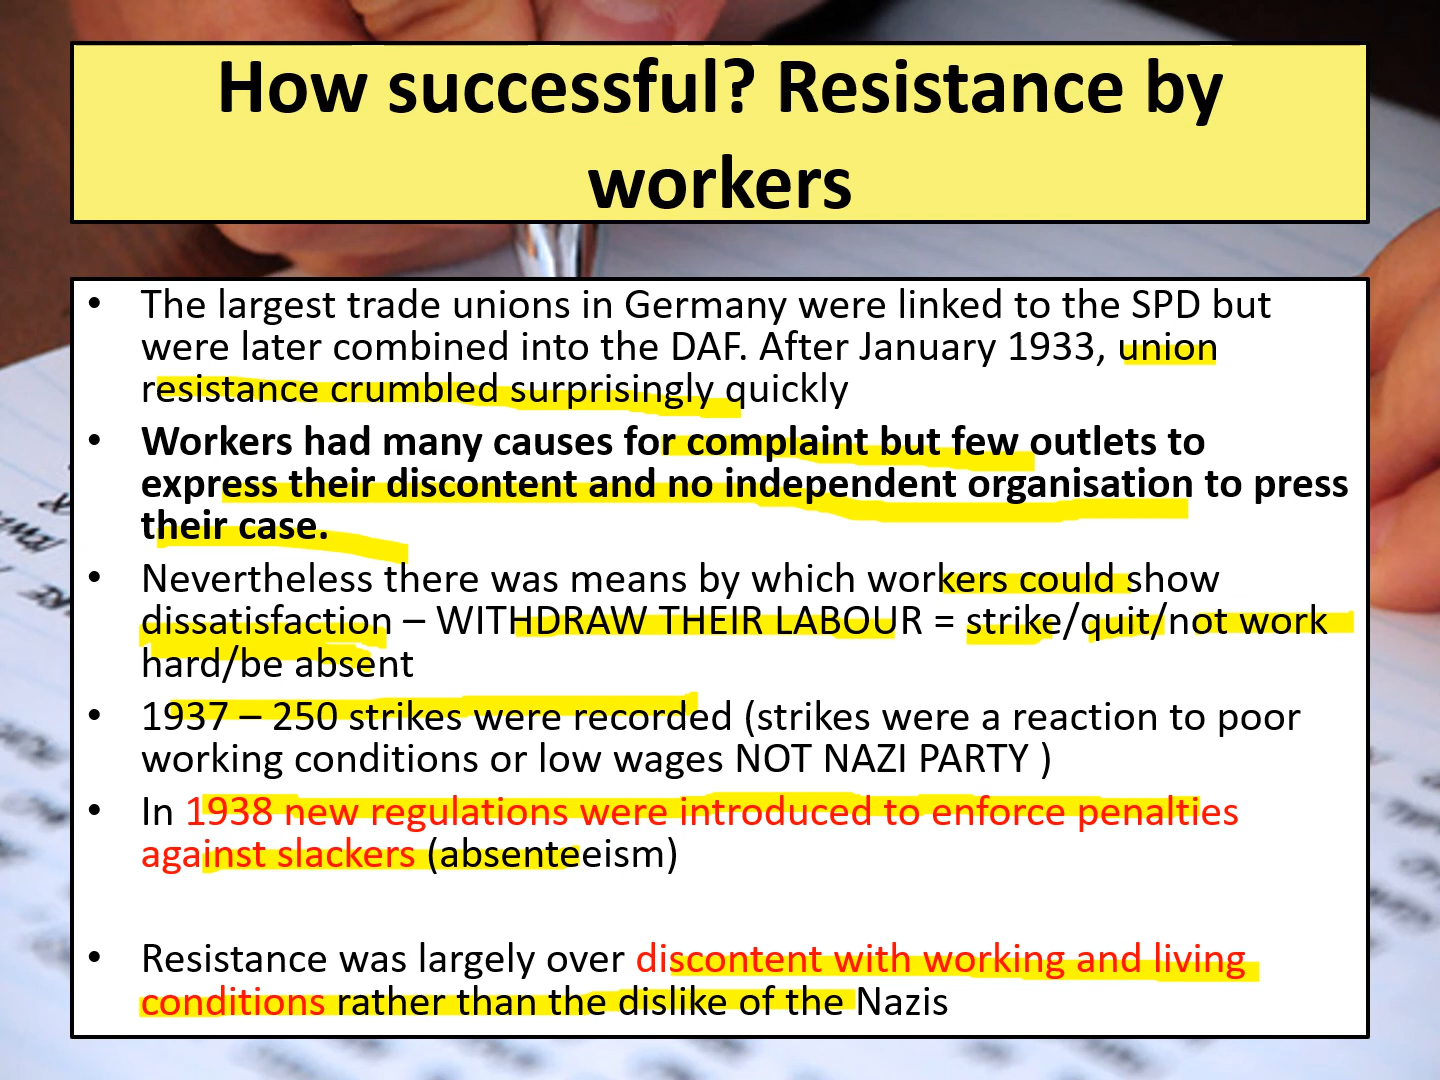 How successful? Resistance by
workers
• The largest trade unions in Germany were linked to the SPD but
were later combined into the DAF. After January 1933, union
resistance crumbled surprisingly quickly
• Workers had many causes for complaint but few outlets to
express their discontent and no independent organisation to press
their case.
• Nevertheless there was means by which workers could show
dissatisfaction – WITHDRAW THEIR LABOUR = strike/quit/not work
hard/be absent
• 1937 – 250 strikes were recorded (strikes were a reaction to poor
working conditions or low wages NOT NAZI PARTY )
• In 1938 new regulations were introduced to enforce penalties
against slackers (absenteeism)
• Resistance was largely over discontent with working and living
conditions rather than the dislike of the Nazis